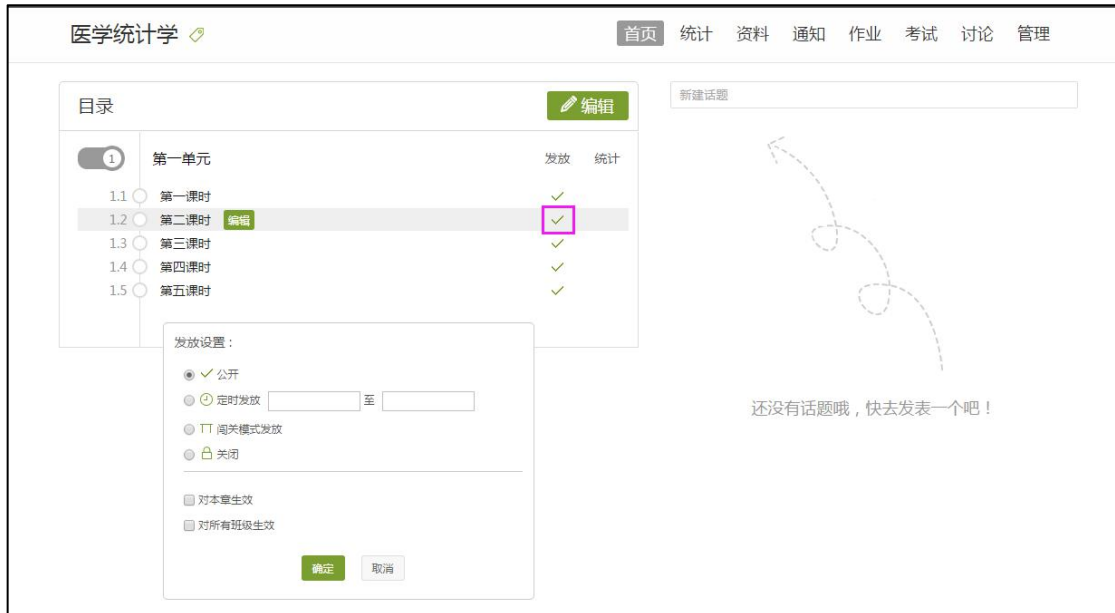 医学统计学
首页 统计 资料 通知 作业 考试 讨论 管理
目录
编辑
新建话题
1 第一单元 发放 统计
1.1 第一课时
1.2 第二课时 编辑
1.3 第三课时
1.4 第四课时
1.5 第五课时
发放设置：
公开
定时发放 至
闯关模式发放
关闭
对本章生效
对所有班级生效
确定 取消
还没有话题哦，快去发表一个吧！